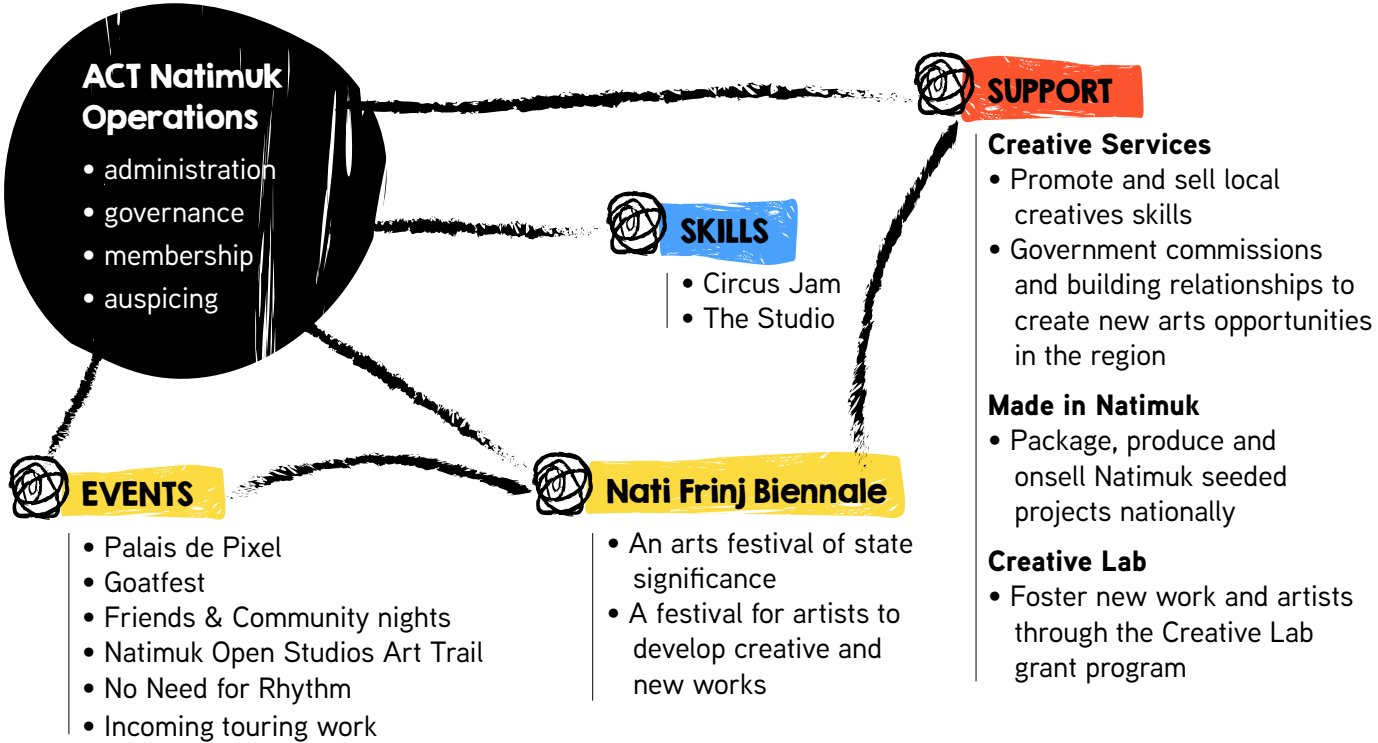 ACT Natimuk
Operations
• administration
• governance
• membership
• auspicing
SUPPORT
Creative Services
• Promote and sell local
creatives skills
• Government commissions
and building relationships to
create new arts opportunities
in the region
Made in Natimuk
• Package, produce and
onsell Natimuk seeded
projects nationally
Creative Lab
• Foster new work and artists
through the Creative Lab
grant program
SKILLS
• Circus Jam
• The Studio
EVENTS
• Palais de Pixel
• Goatfest
• Friends & Community nights
• Natimuk Open Studios Art Trail
• No Need for Rhythm
• Incoming touring work
Nati Frinj Biennale
• An arts festival of state
significance
• A festival for artists to
develop creative and
new works